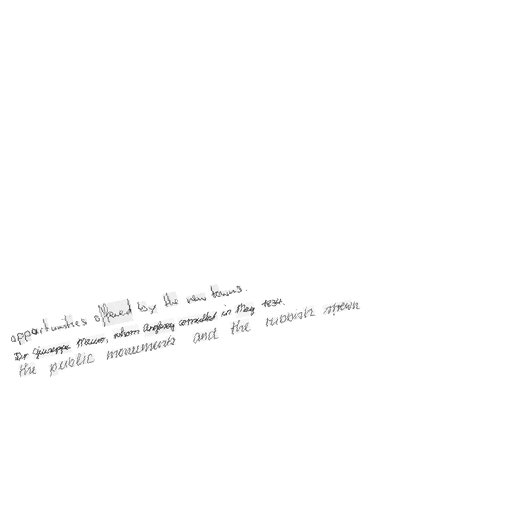 opportunities offered by the new towns.
Dr Giuseppe Mauro, whom Anglesey consulted in May 1834.
the public monuments and the rubbish strewn